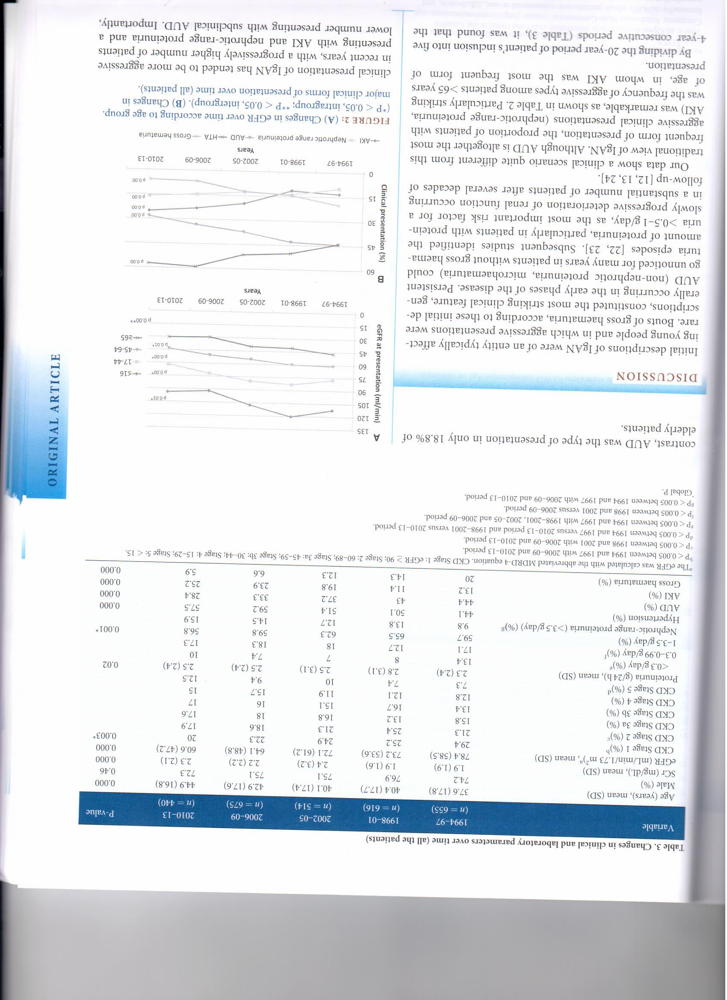 Table 3. Changes in clinical and laboratory parameters over time (all the patients)
Variable 1994–97 (n = 655) 1998–01 (n = 616) 2002–05 (n = 514) 2006–09 (n = 675) 2010–13 (n = 440) P-value
Age (years), mean (SD) 37.6 (17.8) 40.4 (17.7) 40.1 (17.4) 42.9 (17.6) 44.9 (16.8) 0.000
Male (%) 74.2 76.9 75.1 75.1 72.3 0.46
SCr (mg/dL), mean (SD) 1.9 (1.9) 1.9 (1.6) 2.4 (3.2) 2.2 (2.2) 2.3 (2.1) 0.000
eGFR (mL/min/1.73 m²)ᵃ, mean (SD) 78.4 (58.5) 73.2 (53.6) 72.1 (61.2) 64.1 (48.8) 60.6 (47.2) 0.000
CKD Stage 1 (%)ᵇ 29.4 25.2 24.9 22.3 20 0.003*
CKD Stage 2 (%)ᶜ 21.3 25.4 21.3 18.6 17.9
CKD Stage 3a (%) 15.8 13.2 16.8 18 17.6
CKD Stage 3b (%) 13.4 16.7 15.1 16 17
CKD Stage 4 (%) 12.8 12.1 11.9 15.7 15
CKD Stage 5 (%)ᵈ 7.3 7.4 10 9.4 12.5
Proteinuria (g/24 h), mean (SD) 2.3 (2.4) 2.8 (3.1) 2.5 (3.1) 2.5 (2.4) 2.5 (2.4) 0.02
<0.3 g/day (%)ᵉ 13.4 8 7 7.4 10
0.3–0.99 g/day (%)ᶠ 17.1 12.7 18 18.3 17.3
1–3.5 g/day (%) 59.7 65.5 62.3 59.8 56.8 0.001*
Nephrotic-range proteinuria (>3.5 g/day) (%)ᵍ 9.8 13.8 12.7 14.5 15.9
Hypertension (%) 44.1 50.1 51.4 59.2 57.5 0.000
AUD (%) 44.4 43 37.2 33.3 28.4 0.000
AKI (%) 13.2 11.4 19.8 23.9 25.2 0.000
Gross haematuria (%) 20 14.3 12.3 6.6 5.9 0.000
ᵃThe eGFR was calculated with the abbreviated MDRD-4 equation. CKD Stage 1: eGFR ≥ 90; Stage 2: 60–89; Stage 3a: 45–59; Stage 3b: 30–44; Stage 4: 15–29; Stage 5: < 15.
ᵇP < 0.005 between 1994 and 1997 with 2006–09 and 2010–13 period.
ᶜP < 0.005 between 1998 and 2001 with 2006–09 and 2010–13 period.
ᵈP < 0.005 between 1994 and 1997 versus 2010–13 period and 1998–2001 versus 2010–13 period.
ᵉP < 0.005 between 1994 and 1997 with 1998–2001, 2002–05 and 2006–09 period.
ᶠP < 0.005 between 1998 and 2001 versus 2006–09 period.
ᵍP < 0.005 between 1994 and 1997 with 2006–09 and 2010–13 period.
*Global P.
contrast, AUD was the type of presentation in only 18.8% of
elderly patients.
DISCUSSION
Initial descriptions of IgAN were of an entity typically affect-
ing young people and in which aggressive presentations were
rare. Bouts of gross haematuria, according to these initial de-
scriptions, constituted the most striking clinical feature, gen-
erally occurring in the early phases of the disease. Persistent
AUD (non-nephrotic proteinuria, microhaematuria) could
go unnoticed for many years in patients without gross haema-
turia episodes [22, 23]. Subsequent studies identified the
amount of proteinuria, particularly in patients with protein-
uria >0.5–1 g/day, as the most important risk factor for a
slowly progressive deterioration of renal function occurring
in a substantial number of patients after several decades of
follow-up [12, 13, 24].
Our data show a clinical scenario quite different from this
traditional view of IgAN. Although AUD is altogether the most
frequent form of presentation, the proportion of patients with
aggressive clinical presentations (nephrotic-range proteinuria,
AKI) was remarkable, as shown in Table 2. Particularly striking
was the frequency of aggressive types among patients >65 years
of age, in whom AKI was the most frequent form of
presentation.
By dividing the 20-year period of patient's inclusion into five
4-year consecutive periods (Table 3), it was found that the
A
eGFR at presentation (ml/min)
135
120
105
90
75
60
45
30
15
0
p 0.01*
p 0.00*
p 0.00*
p 0.01*
p 0.00**
≤16
17-44
45-64
≥65
1994-97 1998-01 2002-05 2006-09 2010-13
Years
B
Clinical presentation (%)
60
45
30
15
0
p 0.00
p 0.00
p 0.00
p 0.00
p 0.00
1994-97 1998-01 2002-05 2006-09 2010-13
Years
AKI Nephrotic range proteinuria AUD HTA Gross hematuria
FIGURE 2: (A) Changes in eGFR over time according to age group.
(*P < 0.05, intragroup; **P < 0.05, intergroup). (B) Changes in
major clinical forms of presentation over time (all patients).
clinical presentation of IgAN has tended to be more aggressive
in recent years, with a progressively higher number of patients
presenting with AKI and nephrotic-range proteinuria and a
lower number presenting with subclinical AUD. Importantly,
ORIGINAL ARTICLE